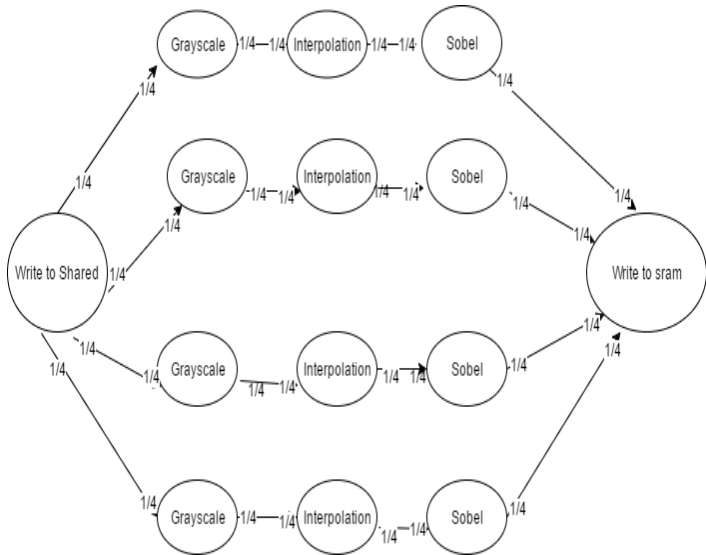 Grayscale 1/4 1/4 Interpolation 1/4 1/4 Sobel
1/4 1/4
1/4 1/4
Grayscale 1/4 1/4 Interpolation 1/4 1/4 Sobel 1/4
1/4 1/4
Write to Shared 1/4 Write to sram
1/4 1/4 1/4
1/4 Grayscale 1/4 1/4 Interpolation 1/4 1/4 Sobel 1/4 1/4
1/4 1/4
Grayscale 1/4 1/4 Interpolation 1/4 1/4 Sobel